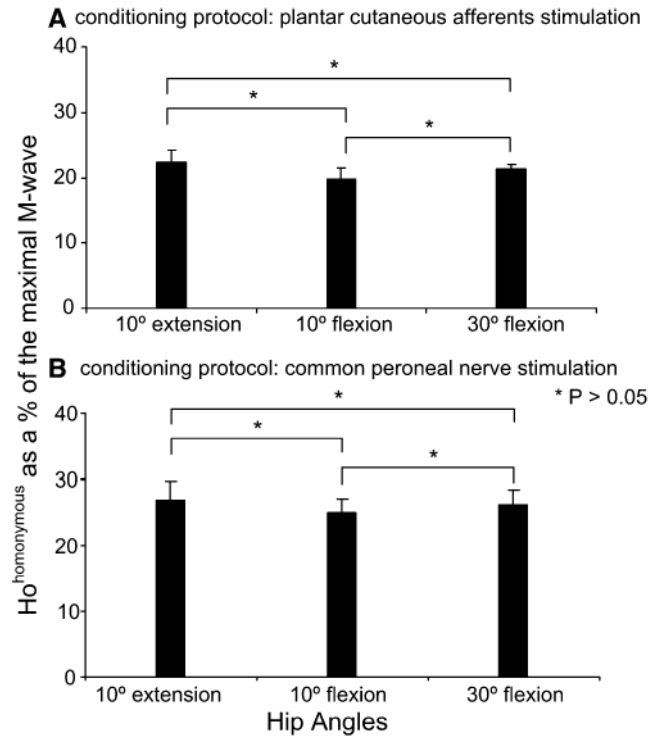 A conditioning protocol: plantar cutaneous afferents stimulation
Ho^homonymous as a % of the maximal M-wave
40
30
20
10
0
*
*
*
10º extension 10º flexion 30º flexion
B conditioning protocol: common peroneal nerve stimulation
* P > 0.05
40
30
20
10
0
*
*
*
10º extension 10º flexion 30º flexion
Hip Angles